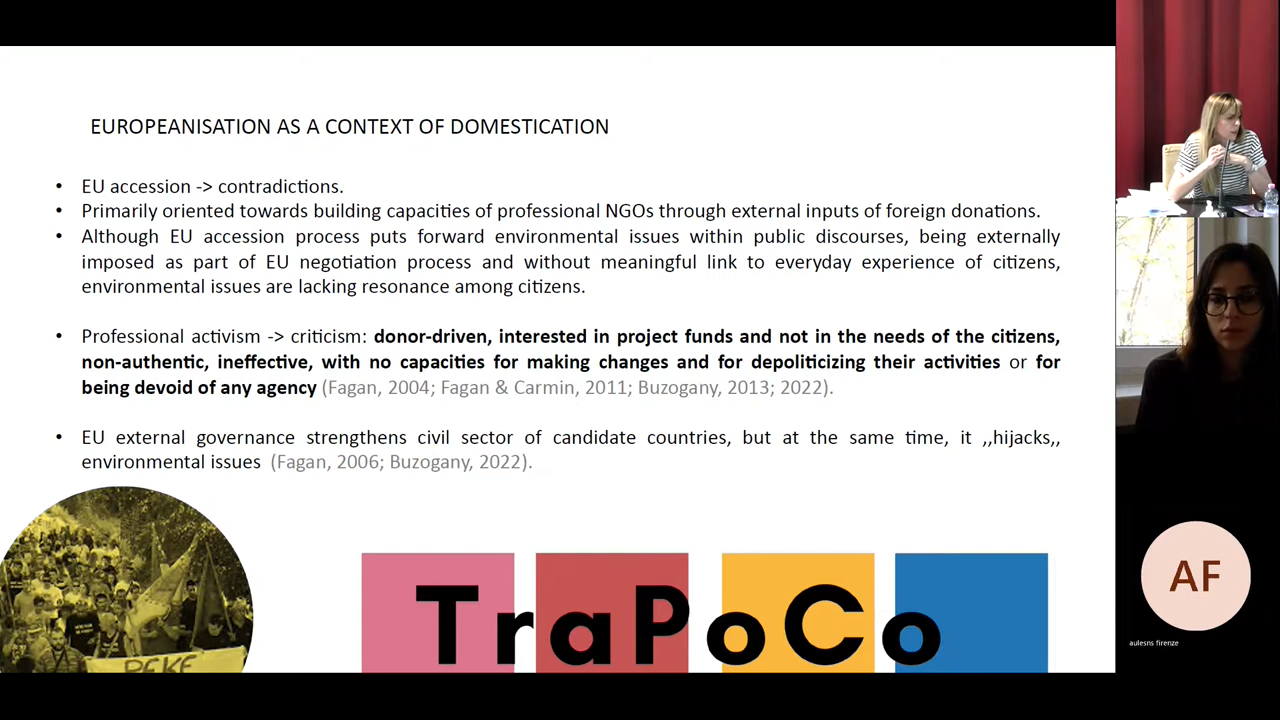 EUROPEANISATION AS A CONTEXT OF DOMESTICATION
• EU accession -> contradictions.
• Primarily oriented towards building capacities of professional NGOs through external inputs of foreign donations.
• Although EU accession process puts forward environmental issues within public discourses, being externally
imposed as part of EU negotiation process and without meaningful link to everyday experience of citizens,
environmental issues are lacking resonance among citizens.
• Professional activism -> criticism: donor-driven, interested in project funds and not in the needs of the citizens,
non-authentic, ineffective, with no capacities for making changes and for depoliticizing their activities or for
being devoid of any agency (Fagan, 2004; Fagan & Carmin, 2011; Buzogany, 2013; 2022).
• EU external governance strengthens civil sector of candidate countries, but at the same time, it ,,hijacks,,
environmental issues (Fagan, 2006; Buzogany, 2022).
TraPoCo
AF
aulesns firenze